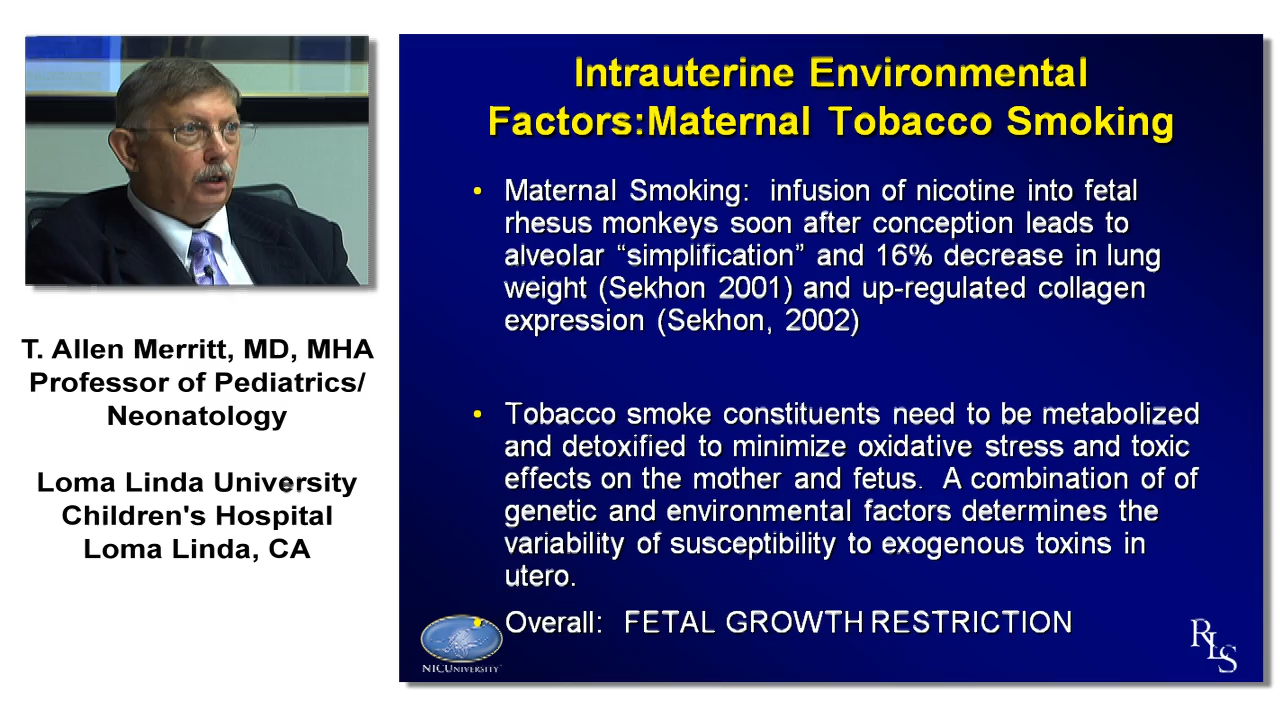 Intrauterine Environmental
Factors:Maternal Tobacco Smoking
• Maternal Smoking: infusion of nicotine into fetal
rhesus monkeys soon after conception leads to
alveolar “simplification” and 16% decrease in lung
weight (Sekhon 2001) and up-regulated collagen
expression (Sekhon, 2002)
• Tobacco smoke constituents need to be metabolized
and detoxified to minimize oxidative stress and toxic
effects on the mother and fetus. A combination of of
genetic and environmental factors determines the
variability of susceptibility to exogenous toxins in
utero.
• Overall: FETAL GROWTH RESTRICTION
T. Allen Merritt, MD, MHA
Professor of Pediatrics/
Neonatology
Loma Linda University
Children's Hospital
Loma Linda, CA
NICUNIVERSITY
RLS